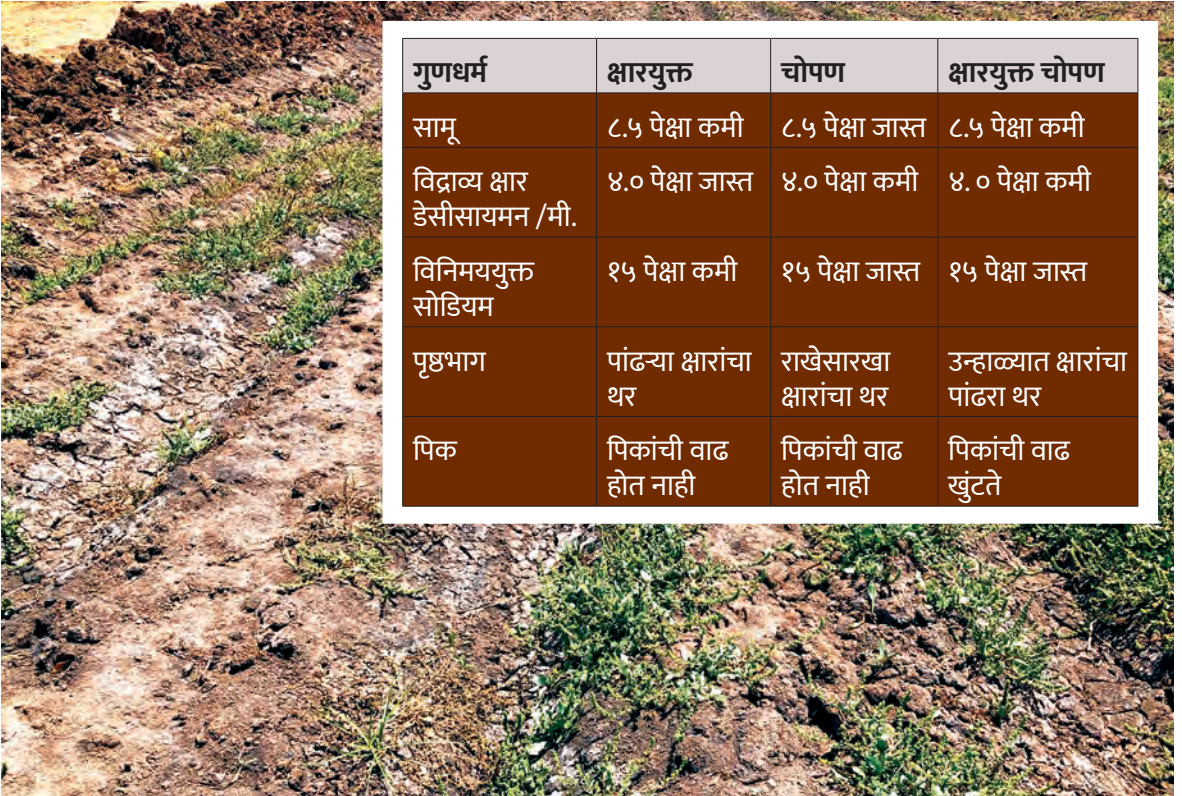 गुणधर्म क्षारयुक्त चोपण क्षारयुक्त चोपण
सामू ८.५ पेक्षा कमी ८.५ पेक्षा जास्त ८.५ पेक्षा कमी
विद्राव्य क्षार ४.० पेक्षा जास्त ४.० पेक्षा कमी ४. ० पेक्षा कमी
डेसीसायमन /मी.
विनिमययुक्त १५ पेक्षा कमी १५ पेक्षा जास्त १५ पेक्षा जास्त
सोडियम
पृष्ठभाग पांढऱ्या क्षारांचा राखेसारखा उन्हाळ्यात क्षारांचा
थर क्षारांचा थर पांढरा थर
पिक पिकांची वाढ पिकांची वाढ पिकांची वाढ
होत नाही होत नाही खुंटते